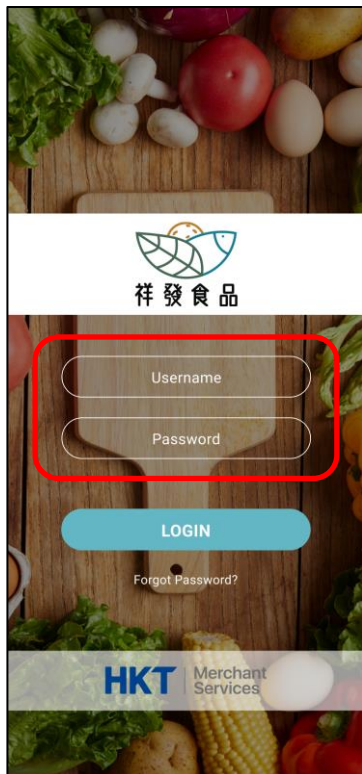 祥發食品
Username
Password
LOGIN
Forgot Password?
HKT Merchant
Services